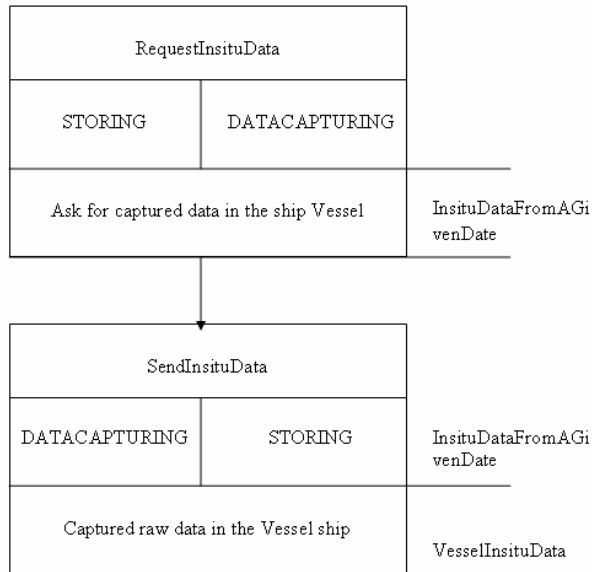 RequestInsituData
STORING
DATACAPTURING
Ask for captured data in the ship Vessel
InsituDataFromAGi
venDate
SendInsituData
DATACAPTURING
STORING
InsituDataFromAGi
venDate
Captured raw data in the Vessel ship
VesselInsituData